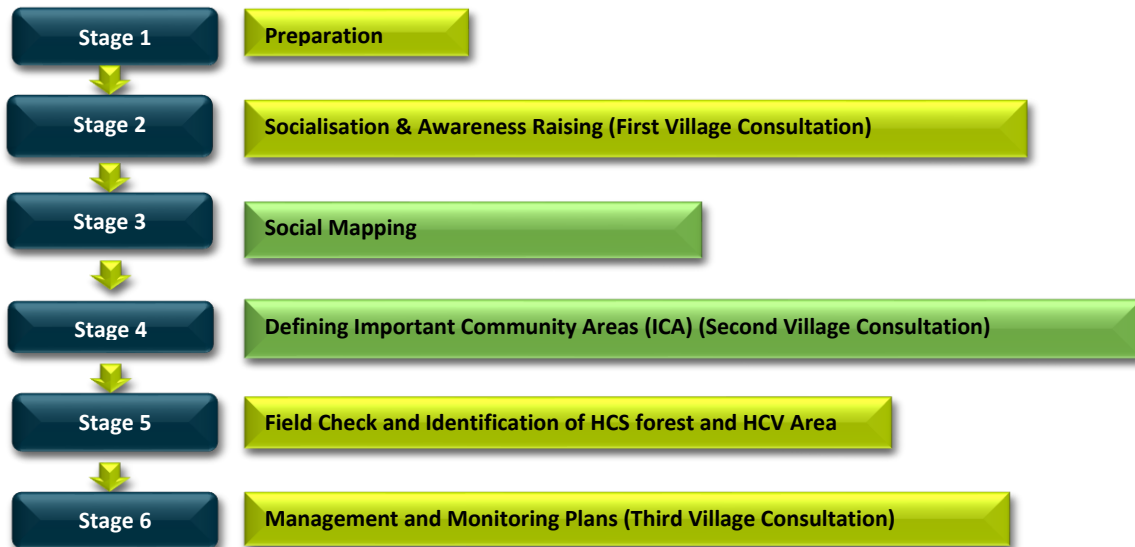 Stage 1
Preparation
Stage 2
Socialisation & Awareness Raising (First Village Consultation)
Stage 3
Social Mapping
Stage 4
Defining Important Community Areas (ICA) (Second Village Consultation)
Stage 5
Field Check and Identification of HCS forest and HCV Area
Stage 6
Management and Monitoring Plans (Third Village Consultation)